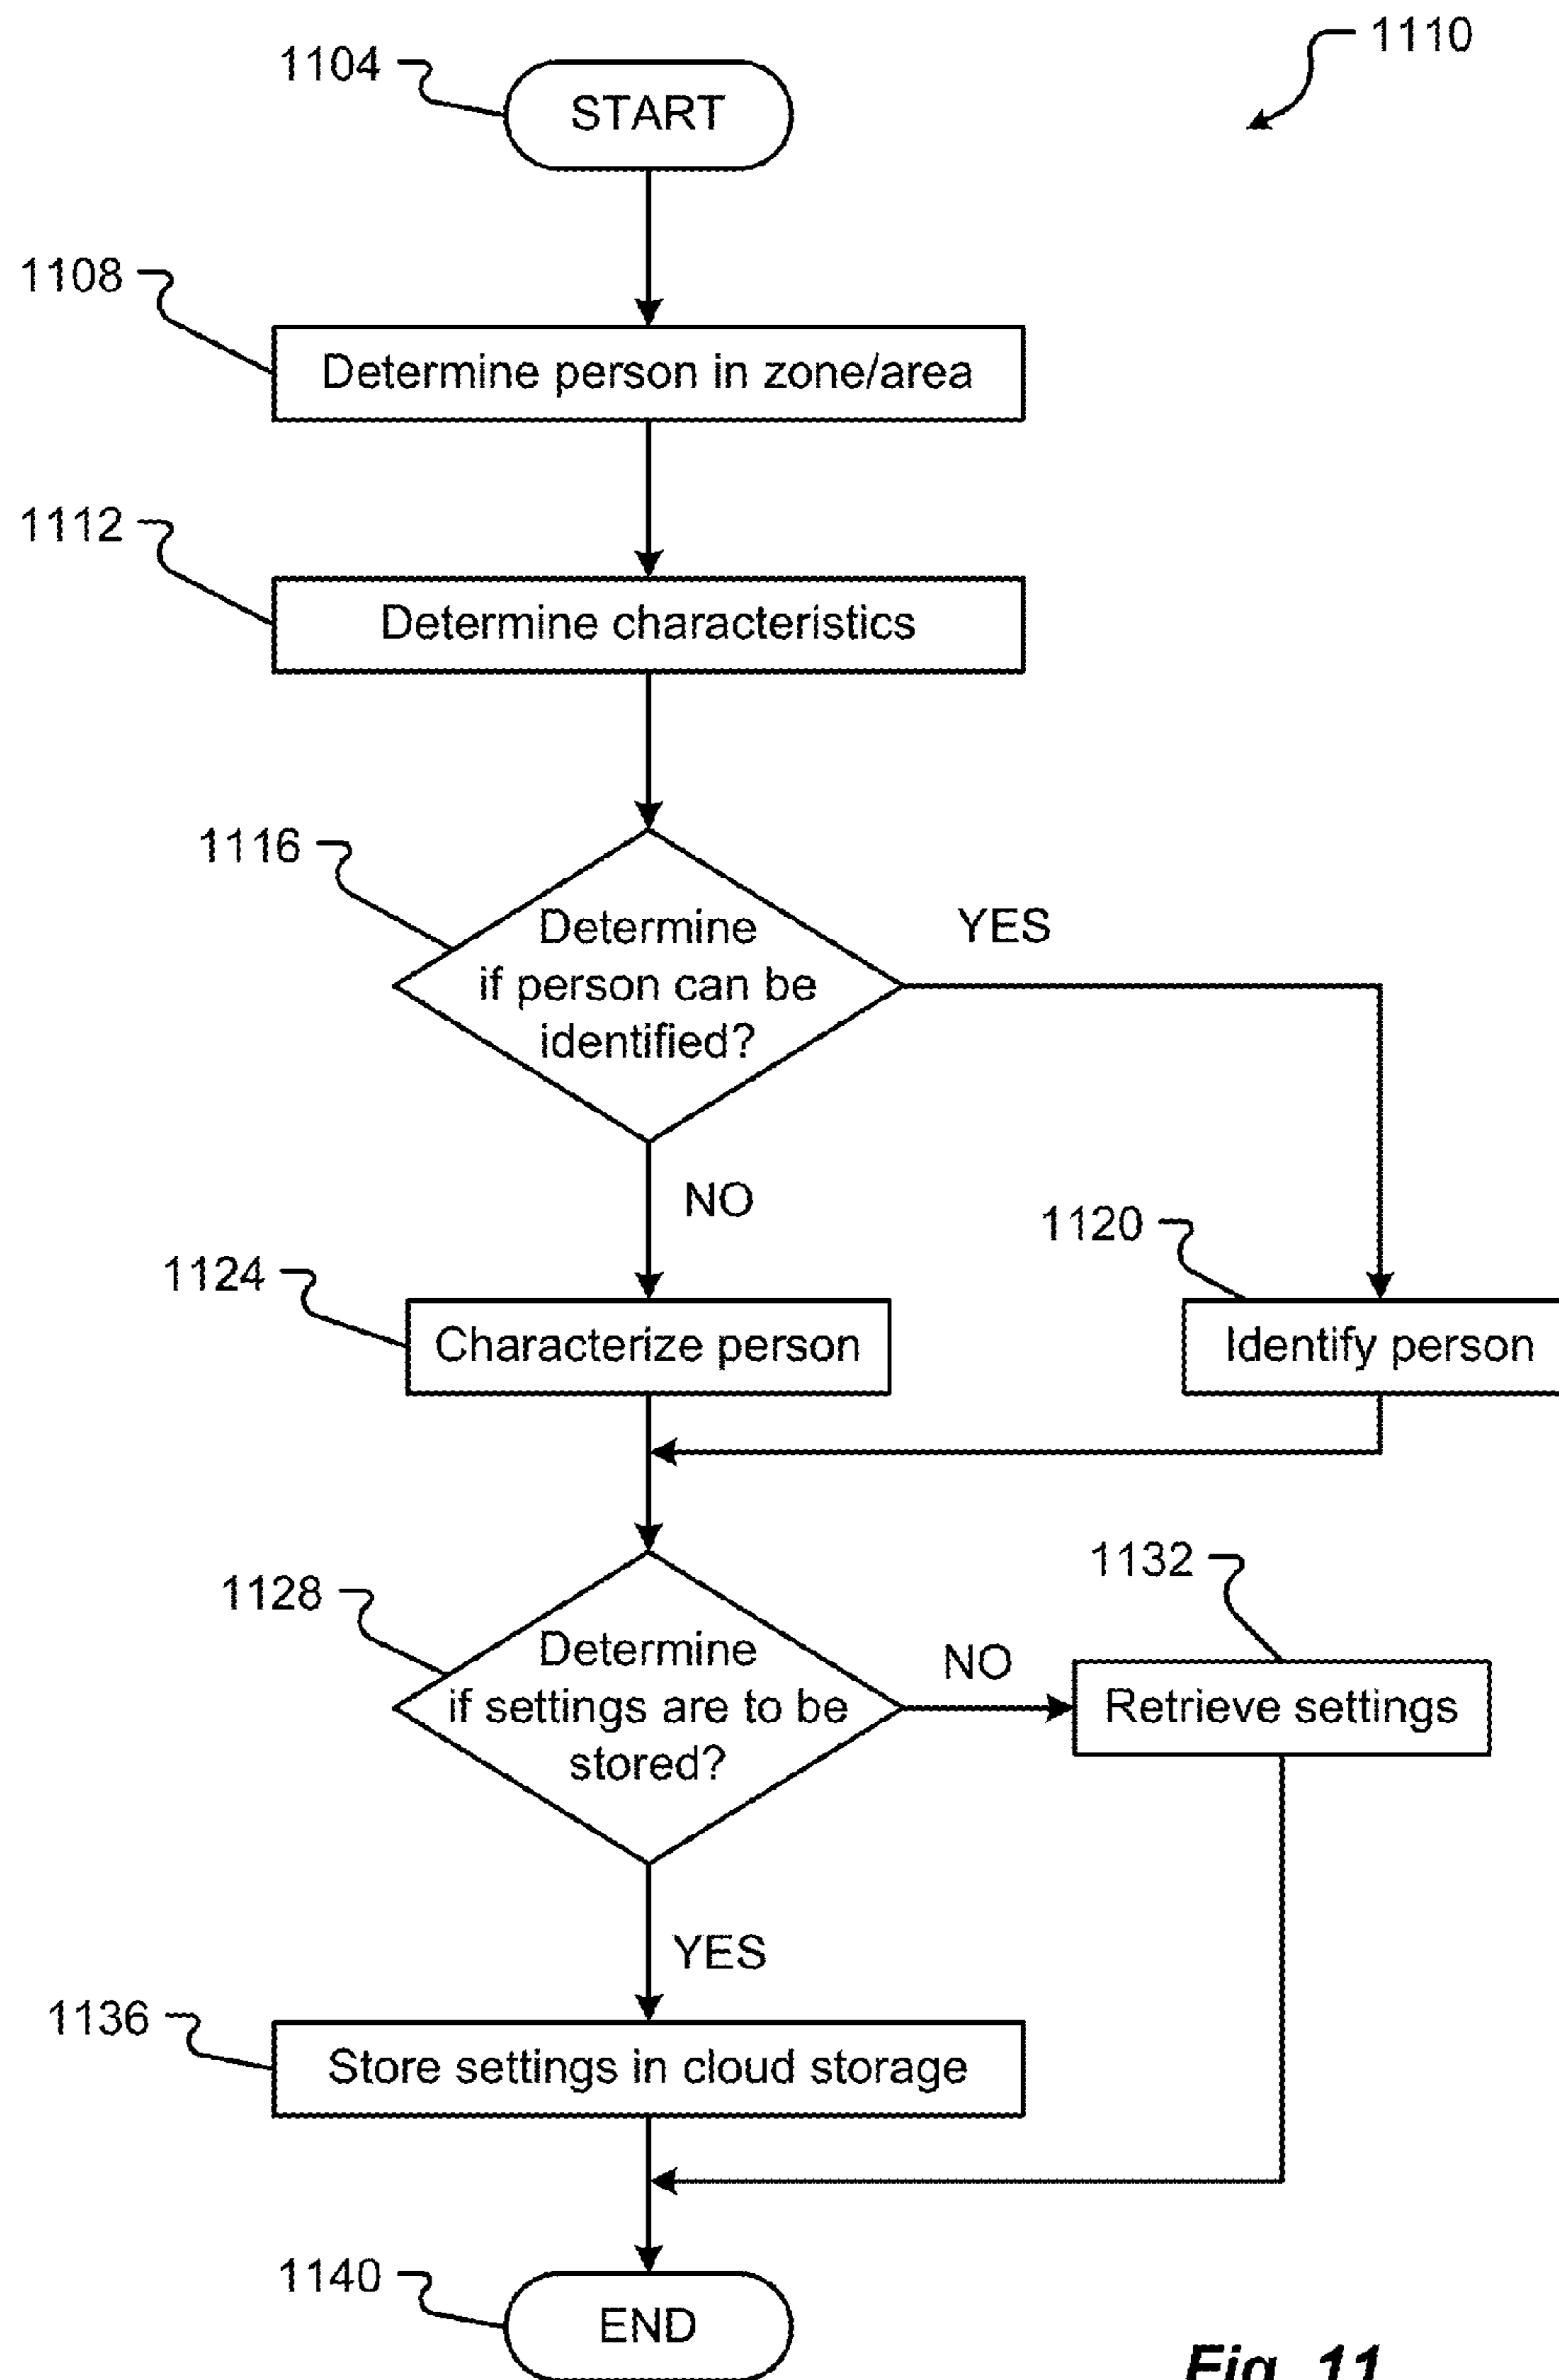 1110
1104
START
1108
Determine person in zone/area
1112
Determine characteristics
1116
Determine
if person can be
identified?
YES
NO
1120
1124
Characterize person
Identify person
1128
1132
Determine
if settings are to be
stored?
NO
Retrieve settings
YES
1136
Store settings in cloud storage
1140
END
Fig. 11